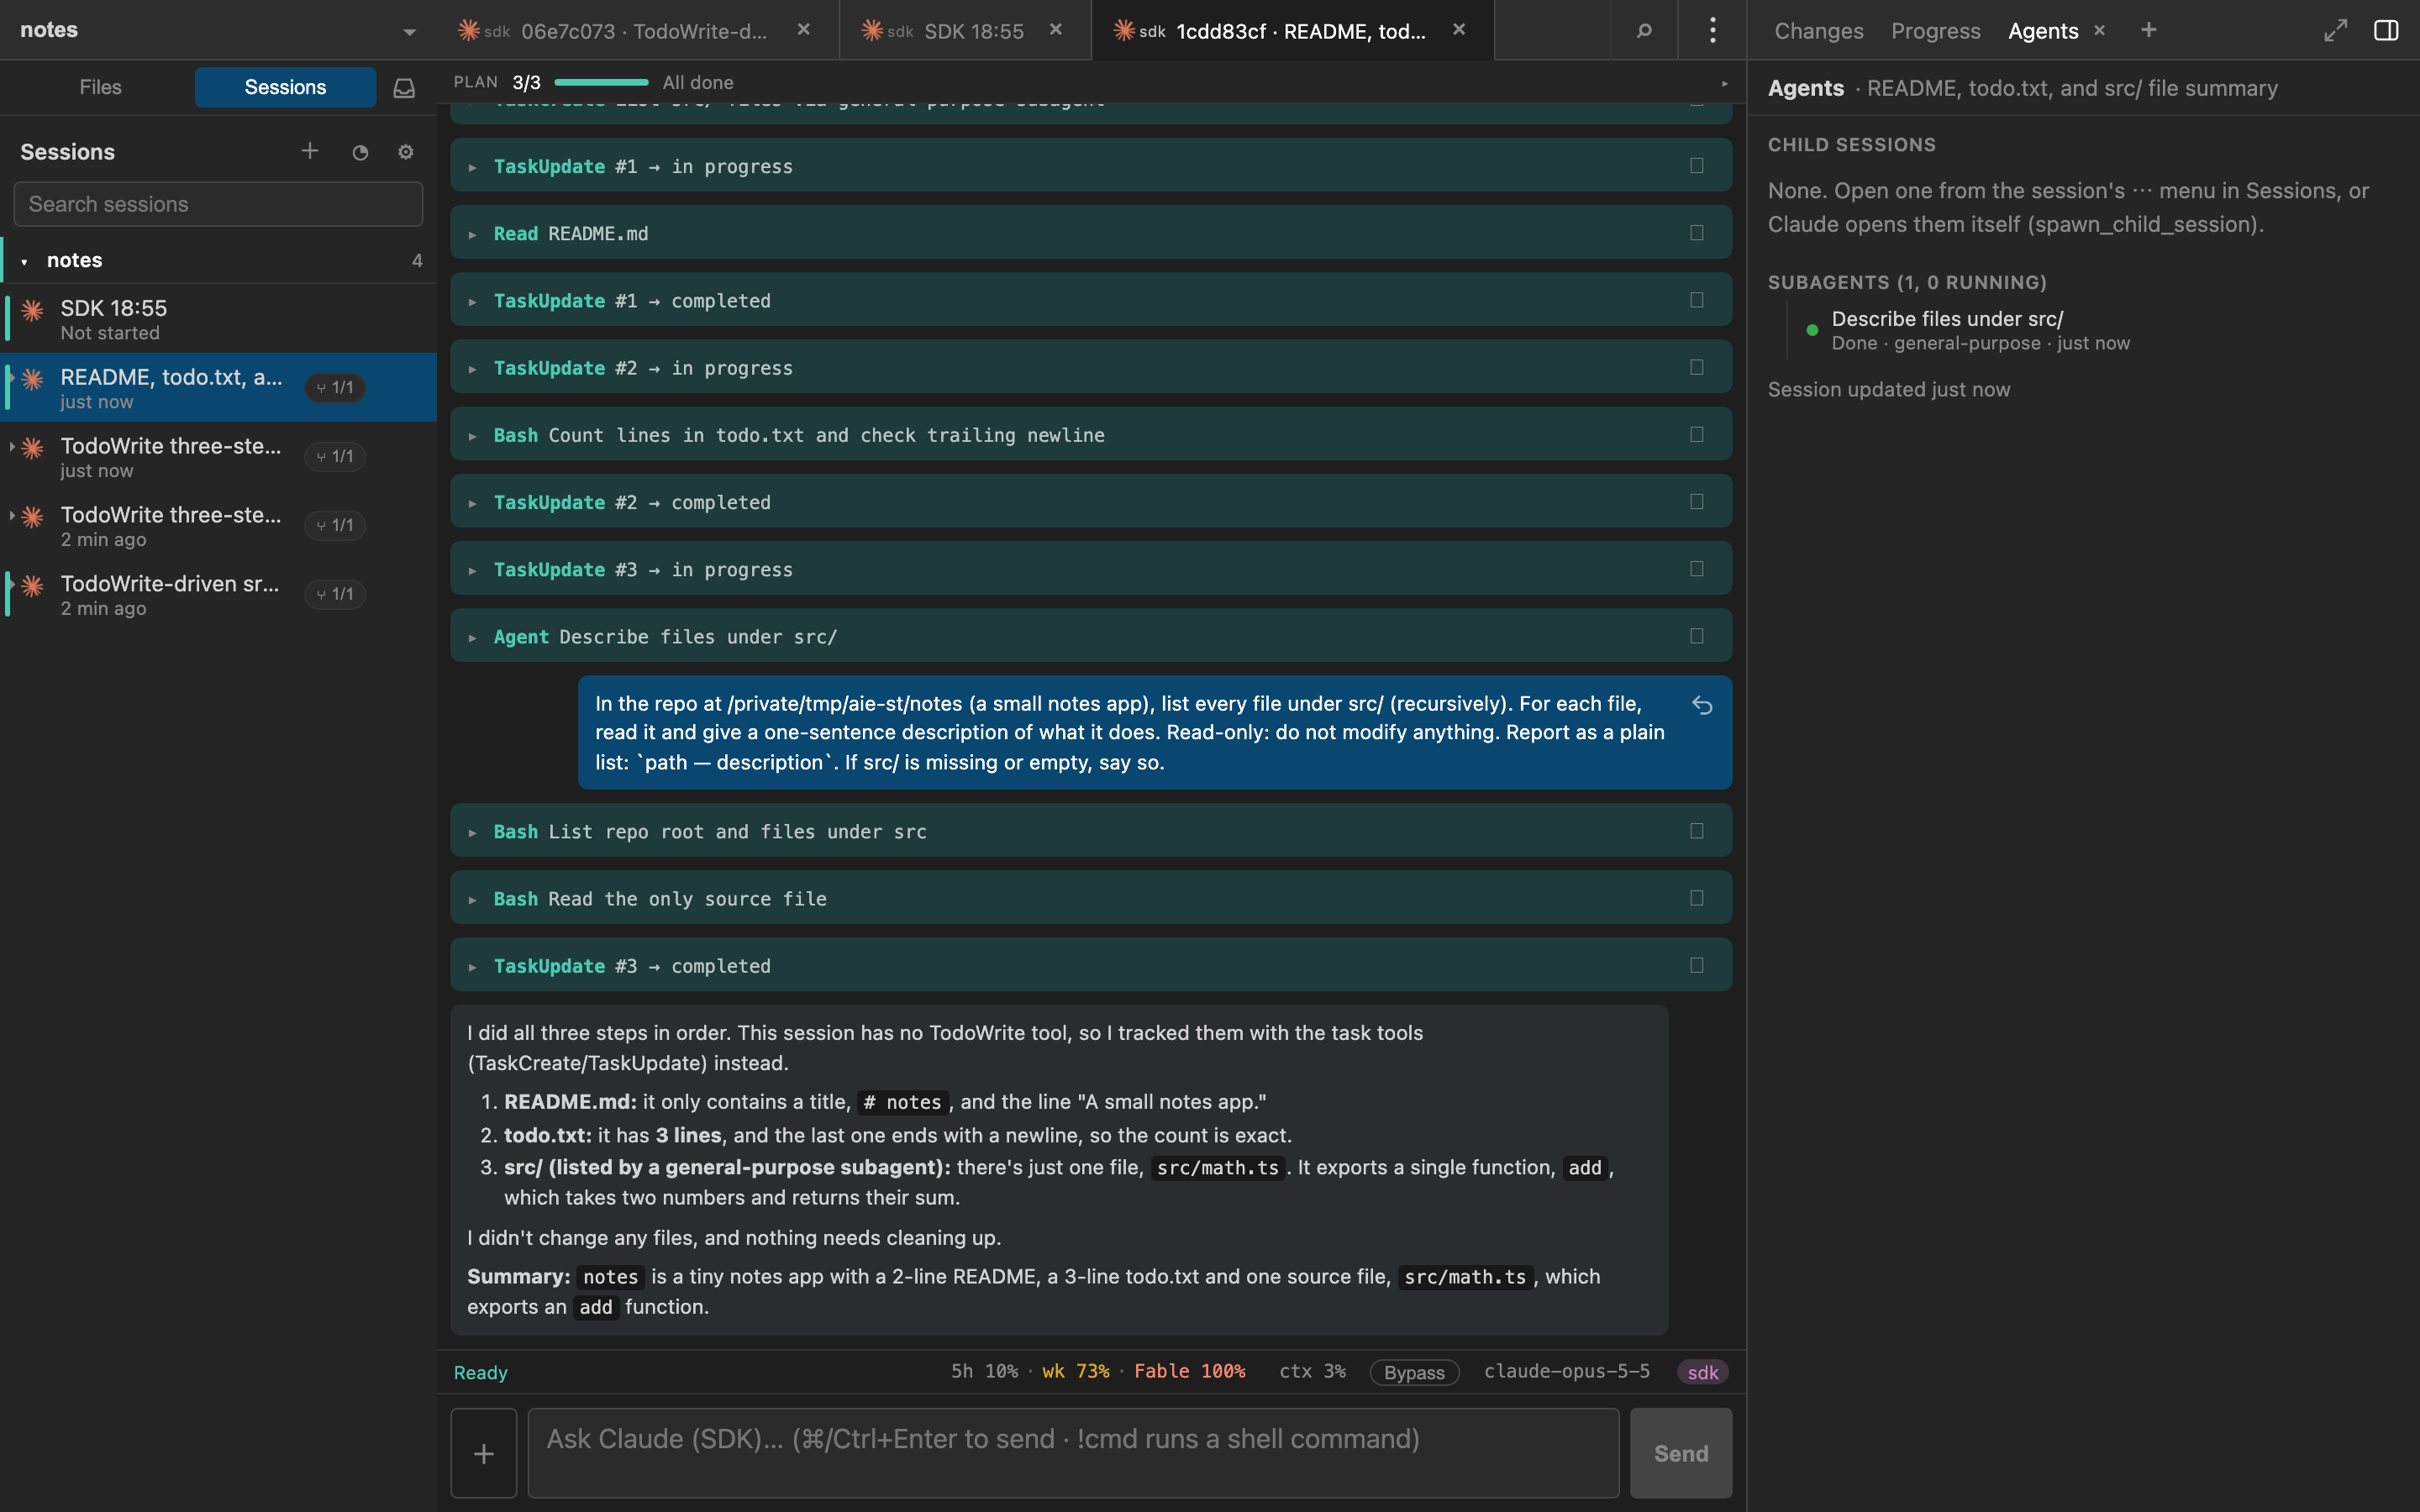 notes
Files
Sessions
Sessions
Search sessions
notes
4
SDK 18:55
Not started
README, todo.txt, a...
1/1
just now
TodoWrite three-ste...
1/1
just now
TodoWrite three-ste...
1/1
2 min ago
TodoWrite-driven sr...
1/1
2 min ago
sdk 06e7c073 · TodoWrite-d...
sdk SDK 18:55
sdk 1cdd83cf · README, tod...
PLAN 3/3 All done
TaskUpdate #1 → in progress
Read README.md
TaskUpdate #1 → completed
TaskUpdate #2 → in progress
Bash Count lines in todo.txt and check trailing newline
TaskUpdate #2 → completed
TaskUpdate #3 → in progress
Agent Describe files under src/
In the repo at /private/tmp/aie-st/notes (a small notes app), list every file under src/ (recursively). For each file,
read it and give a one-sentence description of what it does. Read-only: do not modify anything. Report as a plain
list: `path — description`. If src/ is missing or empty, say so.
Bash List repo root and files under src
Bash Read the only source file
TaskUpdate #3 → completed
I did all three steps in order. This session has no TodoWrite tool, so I tracked them with the task tools
(TaskCreate/TaskUpdate) instead.
1. README.md: it only contains a title, # notes, and the line "A small notes app."
2. todo.txt: it has 3 lines, and the last one ends with a newline, so the count is exact.
3. src/ (listed by a general-purpose subagent): there's just one file, src/math.ts. It exports a single function, add,
which takes two numbers and returns their sum.
I didn't change any files, and nothing needs cleaning up.
Summary: notes is a tiny notes app with a 2-line README, a 3-line todo.txt and one source file, src/math.ts, which
exports an add function.
Ready
5h 10% · wk 73% · Fable 100% ctx 3% Bypass claude-opus-5-5 sdk
Ask Claude (SDK)... (⌘/Ctrl+Enter to send · !cmd runs a shell command)
Send
Changes
Progress
Agents
Agents · README, todo.txt, and src/ file summary
CHILD SESSIONS
None. Open one from the session's ··· menu in Sessions, or
Claude opens them itself (spawn_child_session).
SUBAGENTS (1, 0 RUNNING)
Describe files under src/
Done · general-purpose · just now
Session updated just now